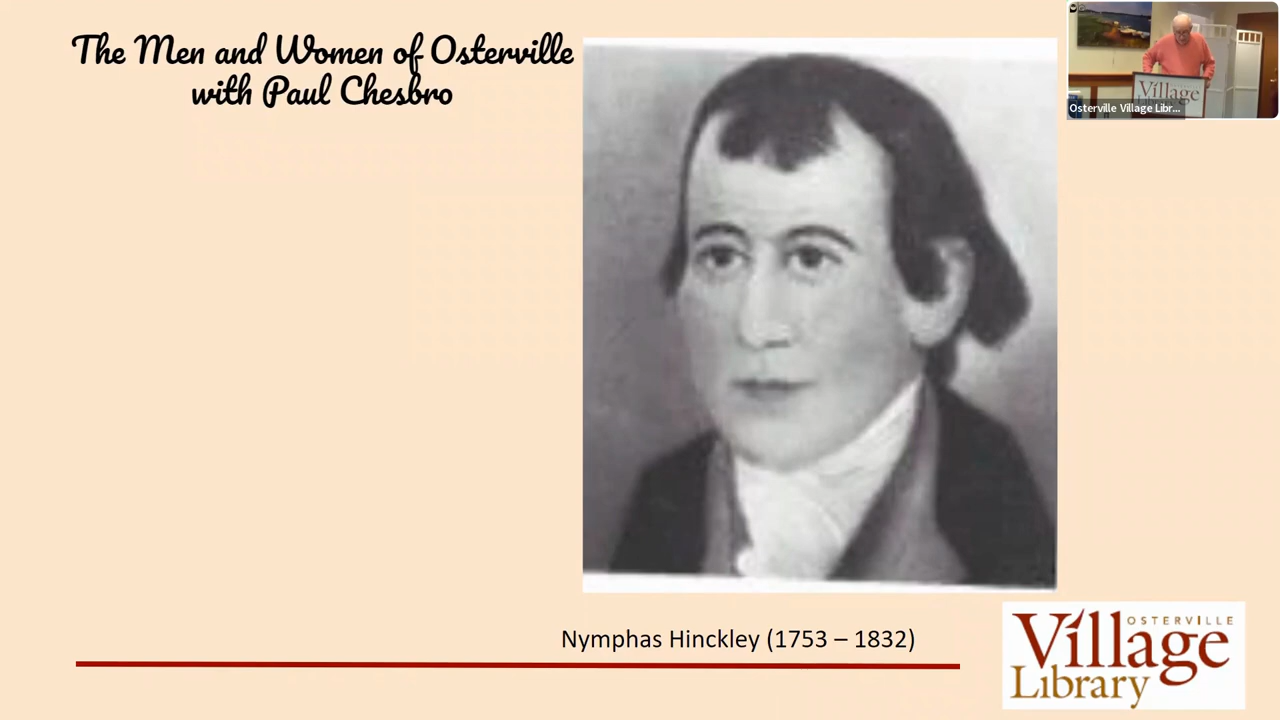 The Men and Women of Osterville
with Paul Chesbro
Village
Osterville Village Libr...
Nymphas Hinckley (1753 – 1832)
OSTERVILLE
Village
Library